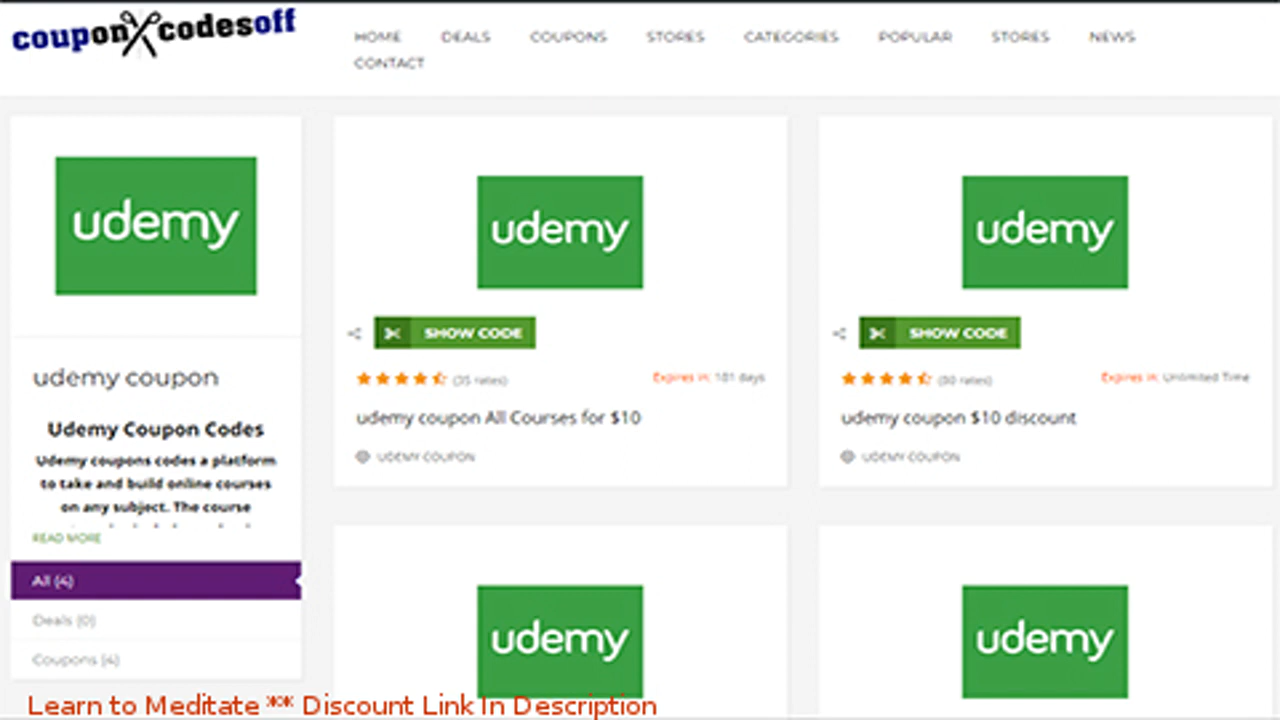 couponcodesoff
HOME DEALS COUPONS STORES CATEGORIES POPULAR STORES NEWS
CONTACT
udemy
udemy coupon
Udemy Coupon Codes
Udemy coupons codes a platform
to take and build online courses
on any subject. The course
READ MORE
All (4)
Deals (0)
Coupons (4)
udemy
SHOW CODE
(35 rates) Expires in: 181 days
udemy coupon All Courses for $10
UDEMY COUPON
udemy
SHOW CODE
(80 rates) Expires in: Unlimited Time
udemy coupon $10 discount
UDEMY COUPON
udemy
udemy
Learn to Meditate ** Discount Link In Description